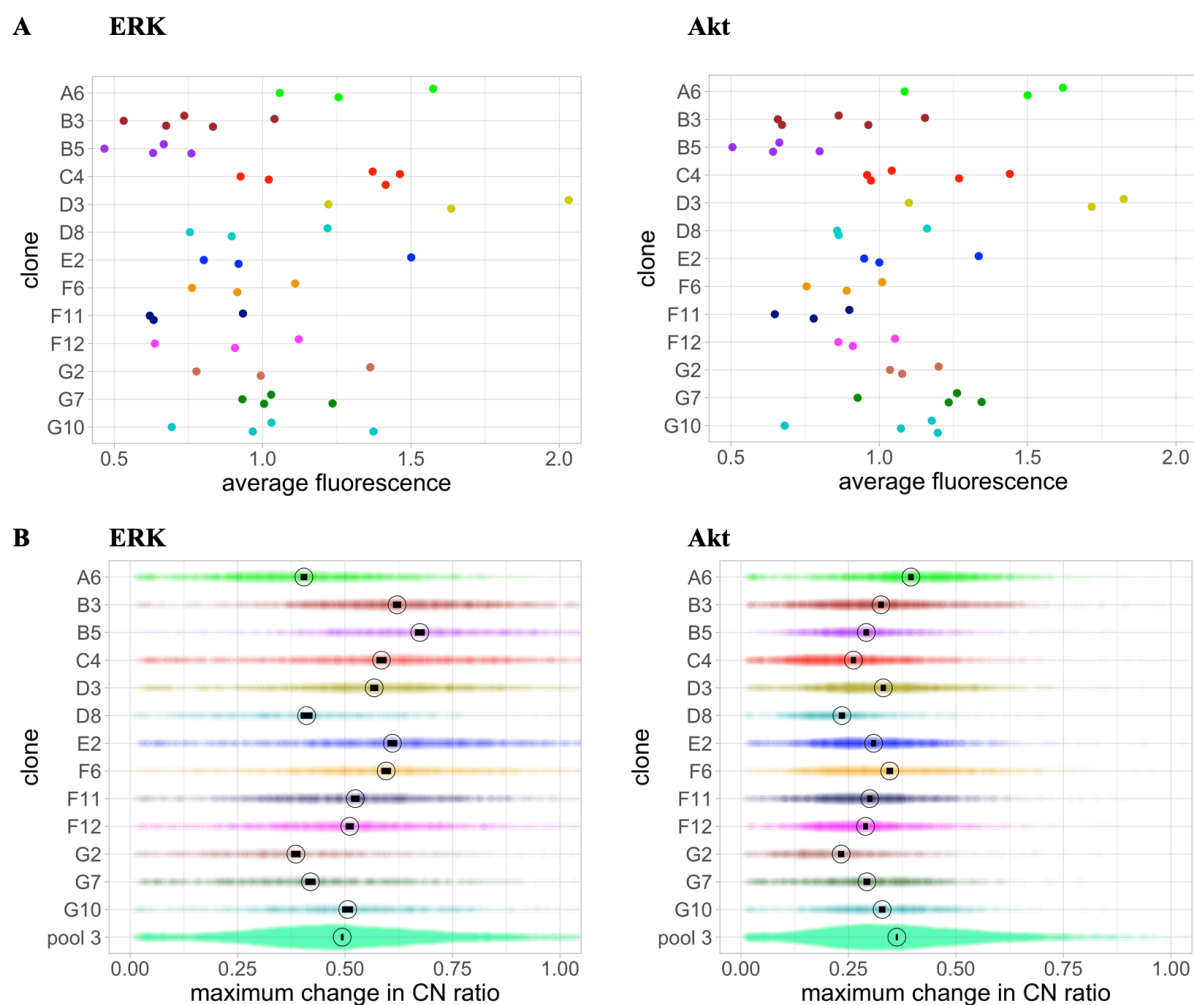 A ERK Akt
clone
A6
B3
B5
C4
D3
D8
E2
F6
F11
F12
G2
G7
G10
0.5 1.0 1.5 2.0
average fluorescence
clone
A6
B3
B5
C4
D3
D8
E2
F6
F11
F12
G2
G7
G10
0.5 1.0 1.5 2.0
average fluorescence
B ERK Akt
clone
A6
B3
B5
C4
D3
D8
E2
F6
F11
F12
G2
G7
G10
pool 3
0.00 0.25 0.50 0.75 1.00
maximum change in CN ratio
clone
A6
B3
B5
C4
D3
D8
E2
F6
F11
F12
G2
G7
G10
pool 3
0.00 0.25 0.50 0.75 1.00
maximum change in CN ratio